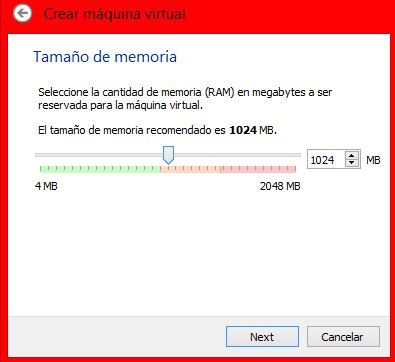 Crear máquina virtual
Tamaño de memoria
Seleccione la cantidad de memoria (RAM) en megabytes a ser
reservada para la máquina virtual.
El tamaño de memoria recomendado es 1024 MB.
1024 MB
4 MB 2048 MB
Next Cancelar